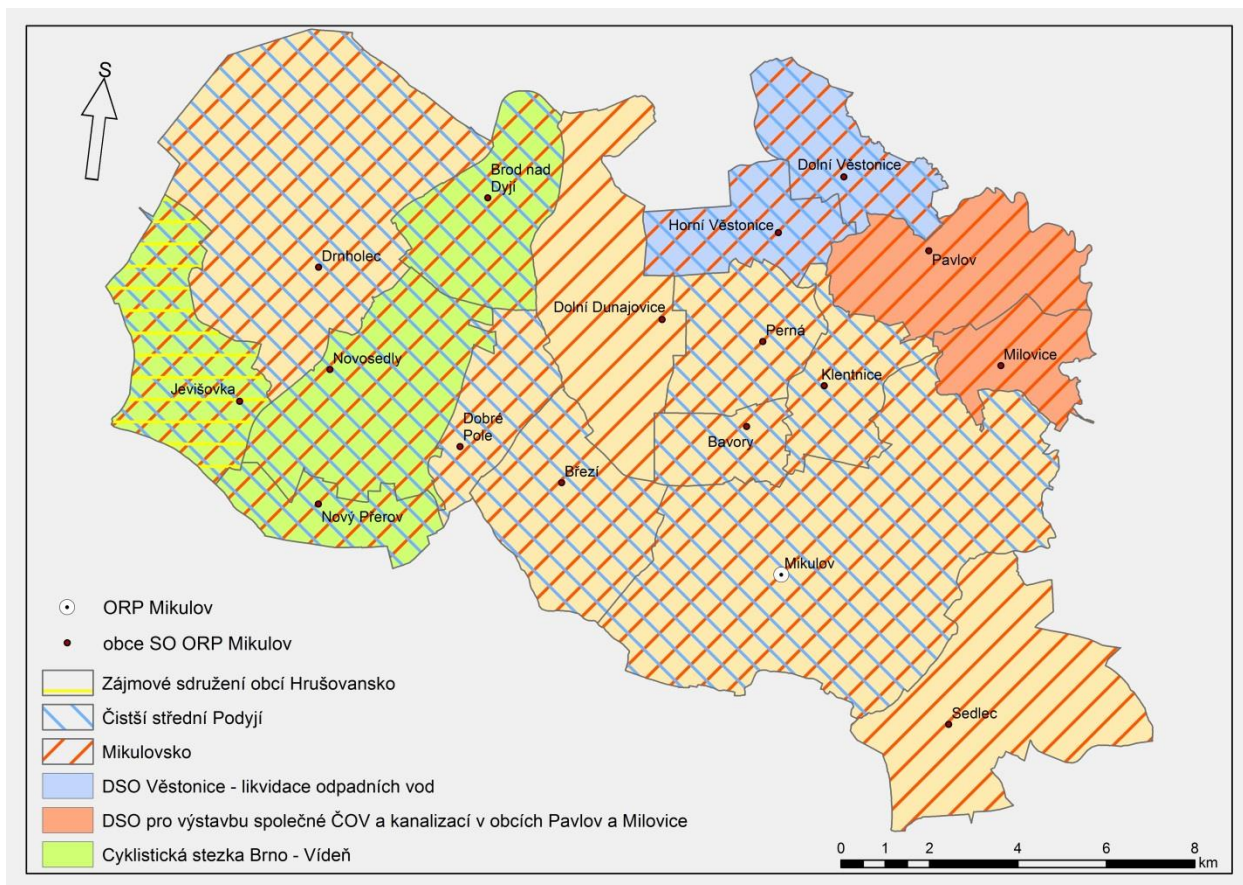 S
Dolní Věstonice
Brod nad
Dyjí
Horní Věstonice
Pavlov
Drnholec
Dolní Dunajovice
Perná
Milovice
Novosedly
Klentnice
Jevišovka
Dobré
Pole
Bavory
Březí
Nový Přerov
Mikulov
Sedlec
ORP Mikulov
obce SO ORP Mikulov
Zájmové sdružení obcí Hrušovansko
Čistší střední Podyjí
Mikulovsko
DSO Věstonice - likvidace odpadních vod
DSO pro výstavbu společné ČOV a kanalizací v obcích Pavlov a Milovice
Cyklistická stezka Brno - Vídeň
0 1 2 4 6 8
km